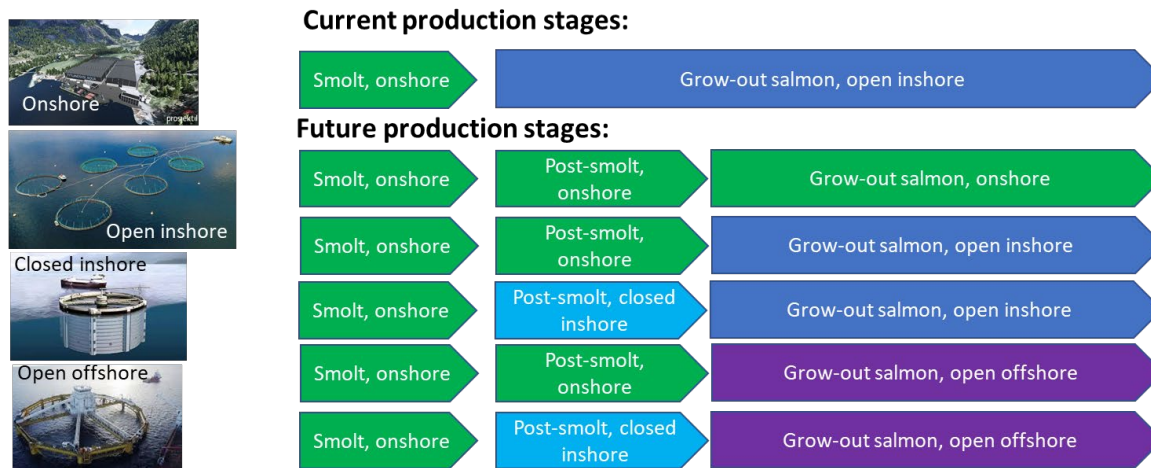 Current production stages:
Onshore
prosjektil
Smolt, onshore
Grow-out salmon, open inshore
Future production stages:
Open inshore
Smolt, onshore
Post-smolt,
onshore
Grow-out salmon, onshore
Smolt, onshore
Post-smolt,
onshore
Grow-out salmon, open inshore
Closed inshore
Smolt, onshore
Post-smolt, closed
inshore
Grow-out salmon, open inshore
Open offshore
Smolt, onshore
Post-smolt,
onshore
Grow-out salmon, open offshore
Smolt, onshore
Post-smolt, closed
inshore
Grow-out salmon, open offshore